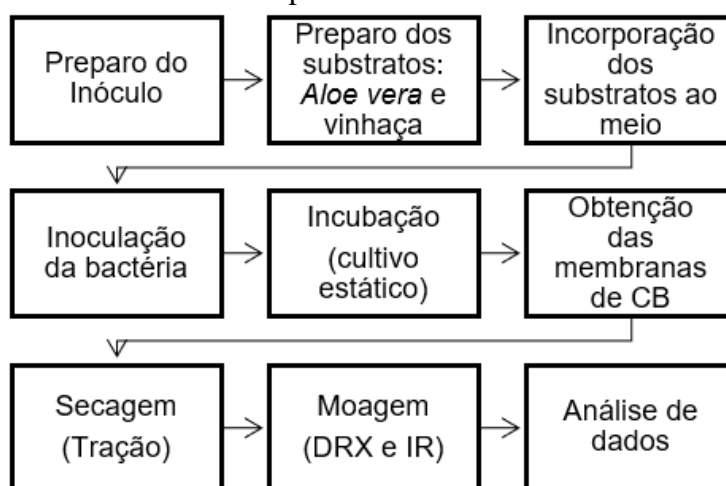 Preparo do
Inóculo
Preparo dos
substratos:
Aloe vera e
vinhaça
Incorporação
dos
substratos ao
meio
Inoculação
da bactéria
Incubação
(cultivo
estático)
Obtenção
das
membranas
de CB
Secagem
(Tração)
Moagem
(DRX e IR)
Análise de
dados